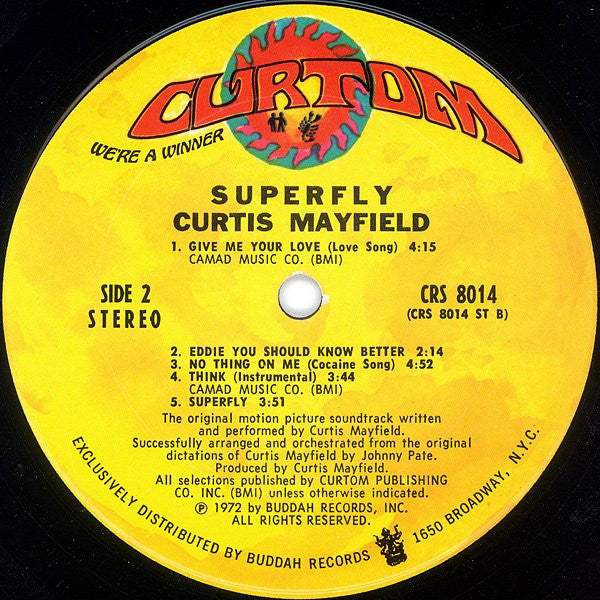 CURTOM
WE'RE A WINNER
SUPERFLY
CURTIS MAYFIELD
1. GIVE ME YOUR LOVE (Love Song) 4:15
CAMAD MUSIC CO. (BMI)
SIDE 2
STEREO
CRS 8014
(CRS 8014 ST B)
2. EDDIE YOU SHOULD KNOW BETTER 2:14
3. NO THING ON ME (Cocaine Song) 4:52
4. THINK (Instrumental) 3:44
CAMAD MUSIC CO. (BMI)
5. SUPERFLY 3:51
The original motion picture soundtrack written
and performed by Curtis Mayfield.
Successfully arranged and orchestrated from the original
dictations of Curtis Mayfield by Johnny Pate.
Produced by Curtis Mayfield.
All selections published by CURTOM PUBLISHING
CO. INC. (BMI) unless otherwise indicated.
℗ 1972 by BUDDAH RECORDS, INC.
ALL RIGHTS RESERVED.
EXCLUSIVELY DISTRIBUTED BY BUDDAH RECORDS 1650 BROADWAY, N.Y.C.